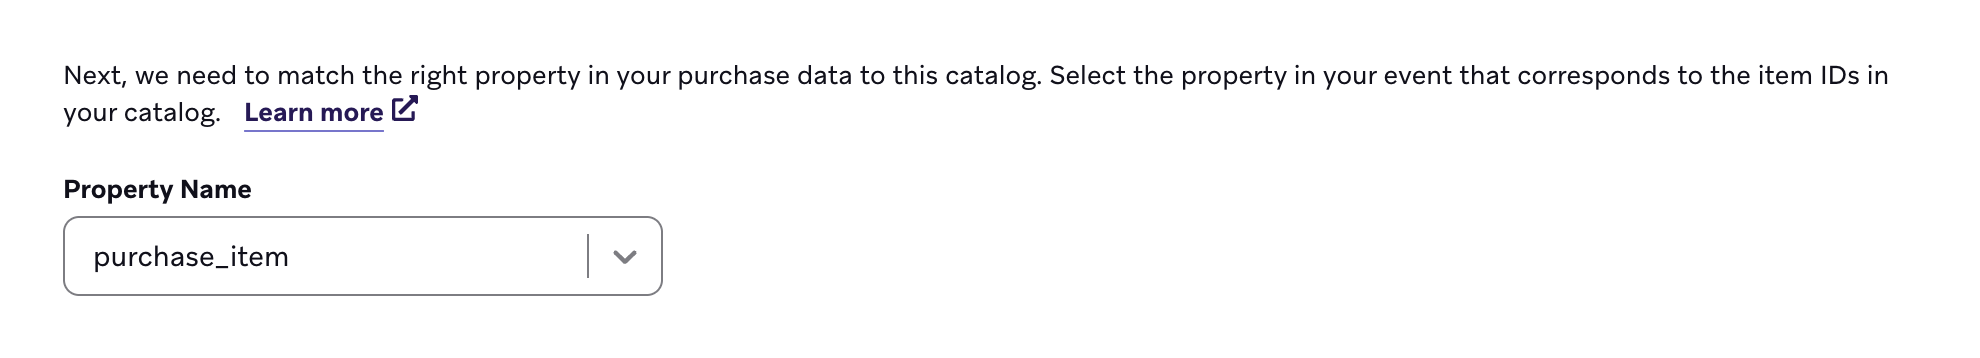 Next, we need to match the right property in your purchase data to this catalog. Select the property in your event that corresponds to the item IDs in
your catalog. Learn more
Property Name
purchase_item